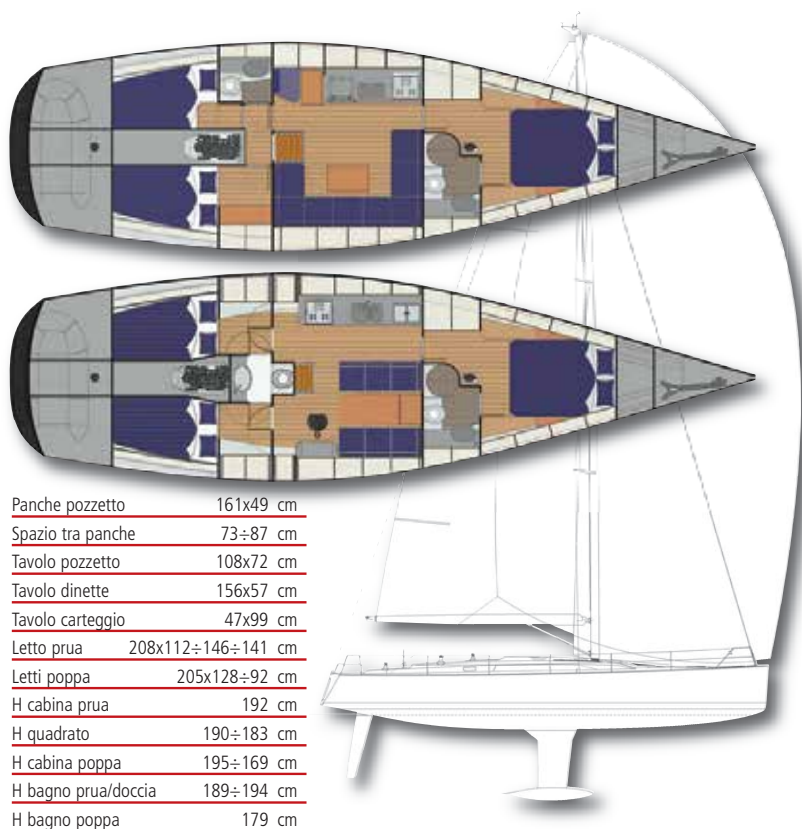 Panche pozzetto 161x49 cm
Spazio tra panche 73÷87 cm
Tavolo pozzetto 108x72 cm
Tavolo dinette 156x57 cm
Tavolo carteggio 47x99 cm
Letto prua 208x112÷146÷141 cm
Letti poppa 205x128÷92 cm
H cabina prua 192 cm
H quadrato 190÷183 cm
H cabina poppa 195÷169 cm
H bagno prua/doccia 189÷194 cm
H bagno poppa 179 cm